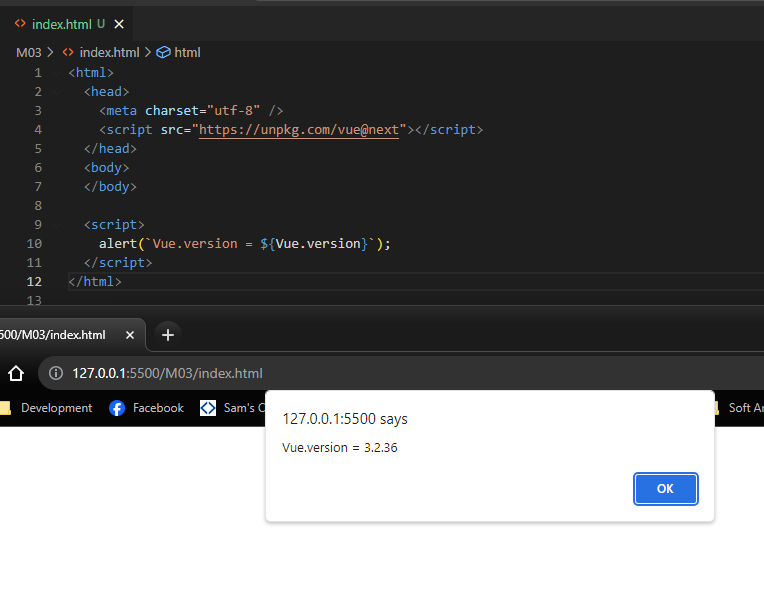 index.html U
M03 > index.html > html
1 <html>
2 <head>
3 <meta charset="utf-8" />
4 <script src="https://unpkg.com/vue@next"></script>
5 </head>
6 <body>
7 </body>
8
9 <script>
10 alert(`Vue.version = ${Vue.version}`);
11 </script>
12 </html>
13
500/M03/index.html
127.0.0.1:5500/M03/index.html
Development Facebook Sam's C Soft Ar
127.0.0.1:5500 says
Vue.version = 3.2.36
OK